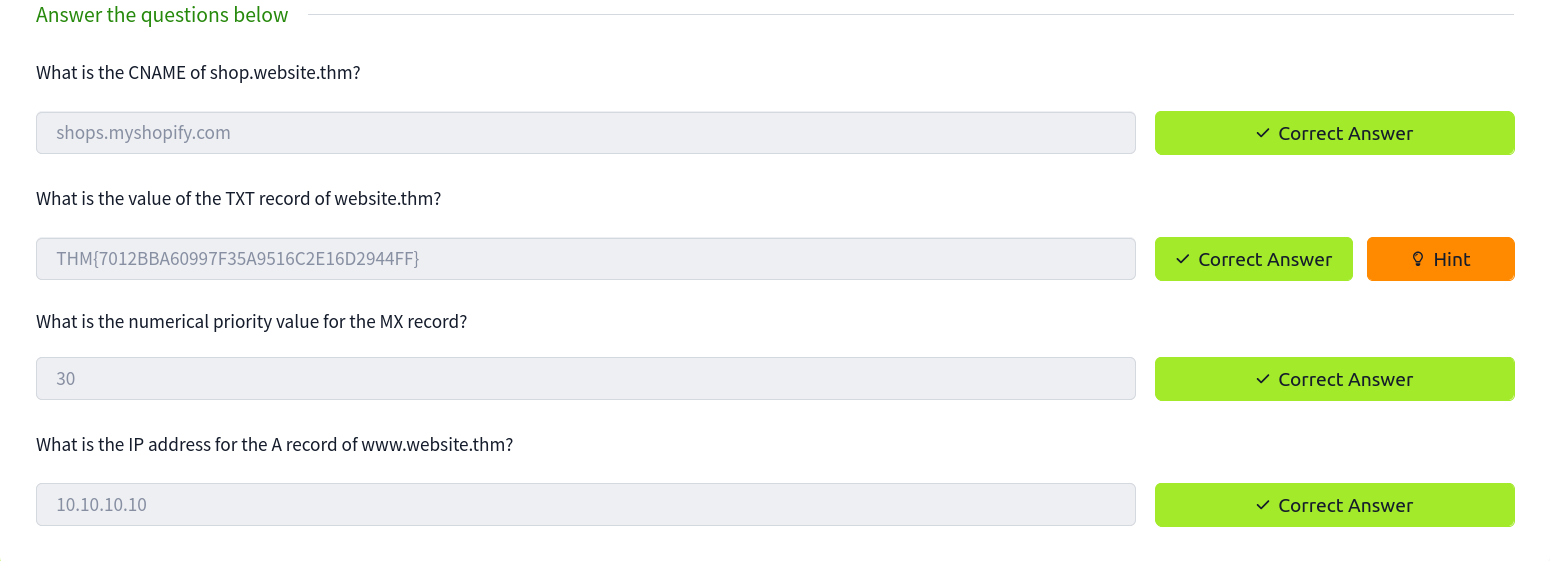 Answer the questions below
What is the CNAME of shop.website.thm?
shops.myshopify.com
Correct Answer
What is the value of the TXT record of website.thm?
THM{7012BBA60997F35A9516C2E16D2944FF}
Correct Answer
Hint
What is the numerical priority value for the MX record?
30
Correct Answer
What is the IP address for the A record of www.website.thm?
10.10.10.10
Correct Answer